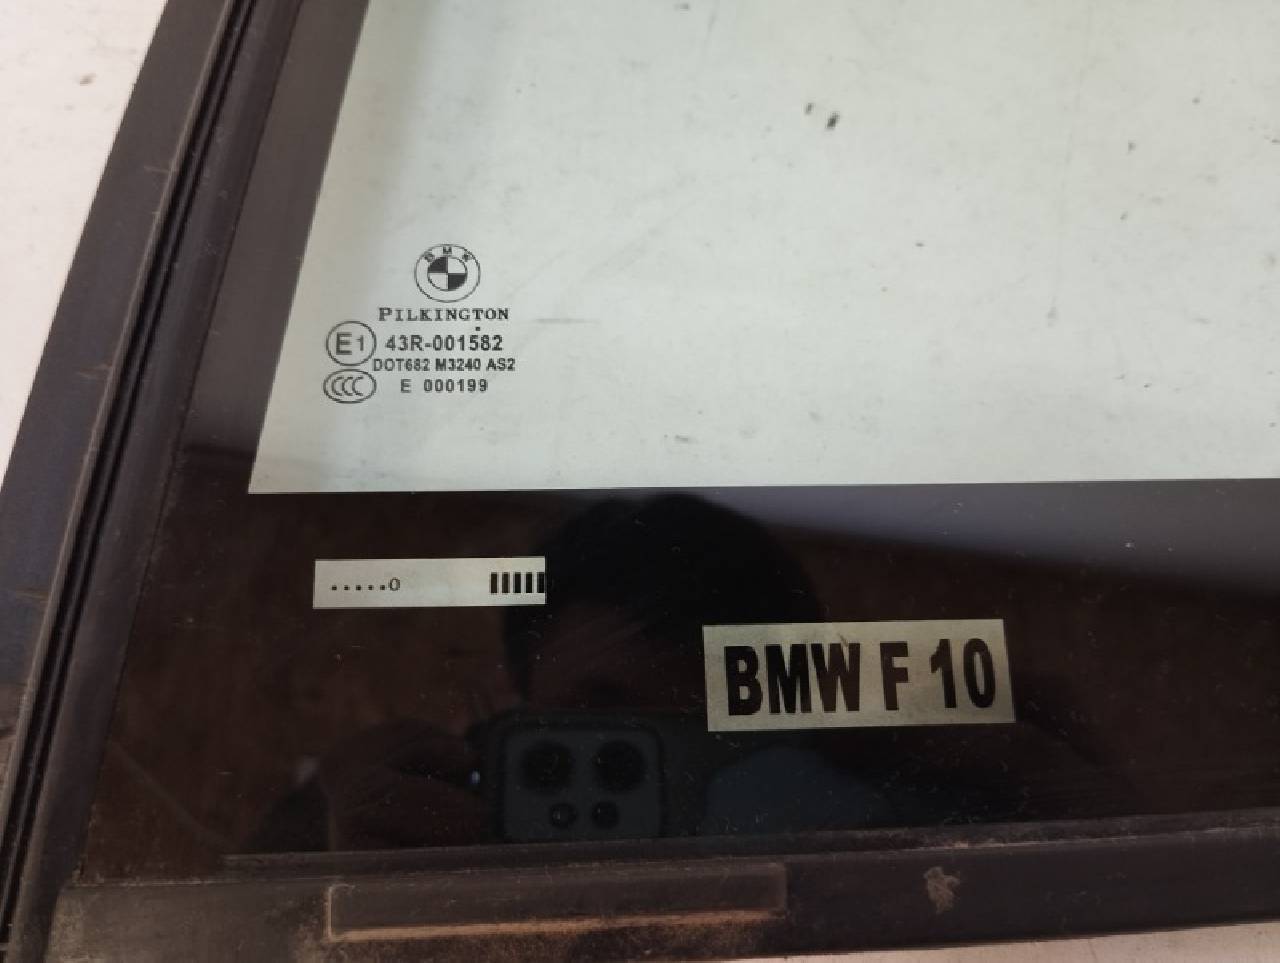 BMW
PILKINGTON
E1 43R-001582
DOT682 M3240 AS2
CCC E 000199
.....0
BMW F 10